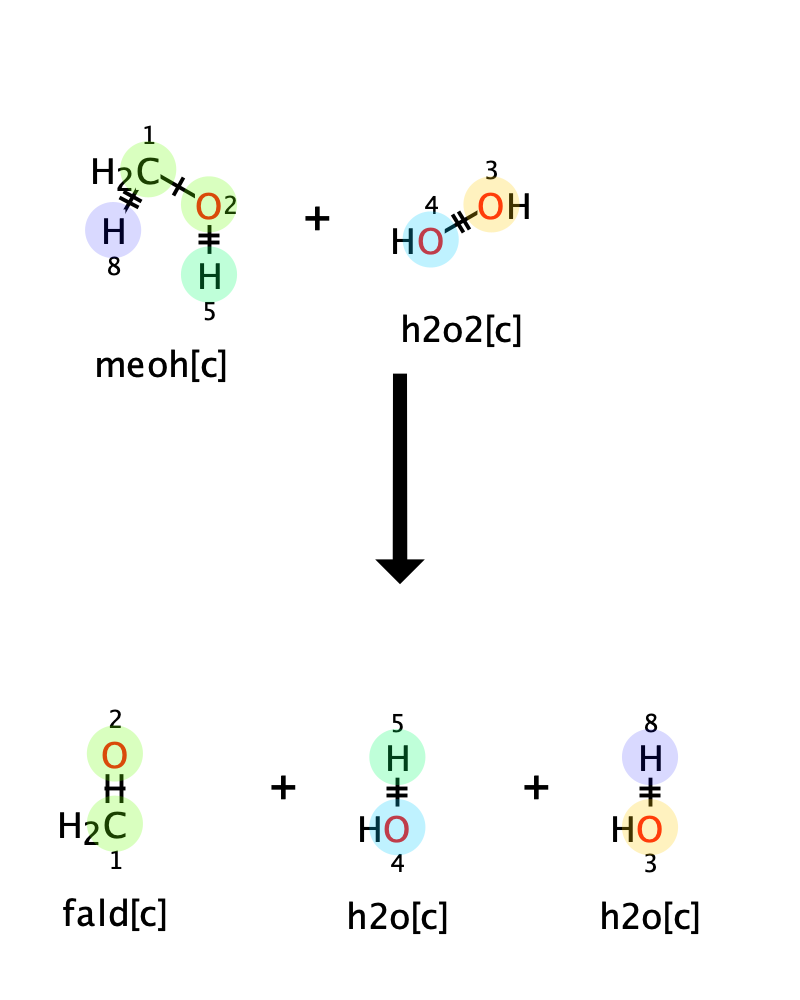 1
H2C
O2
H
8
H
5
meoh[c]
+
3
4
OH
HO
h2o2[c]
2
O
H2C
1
fald[c]
+
5
H
HO
4
h2o[c]
+
8
H
HO
3
h2o[c]